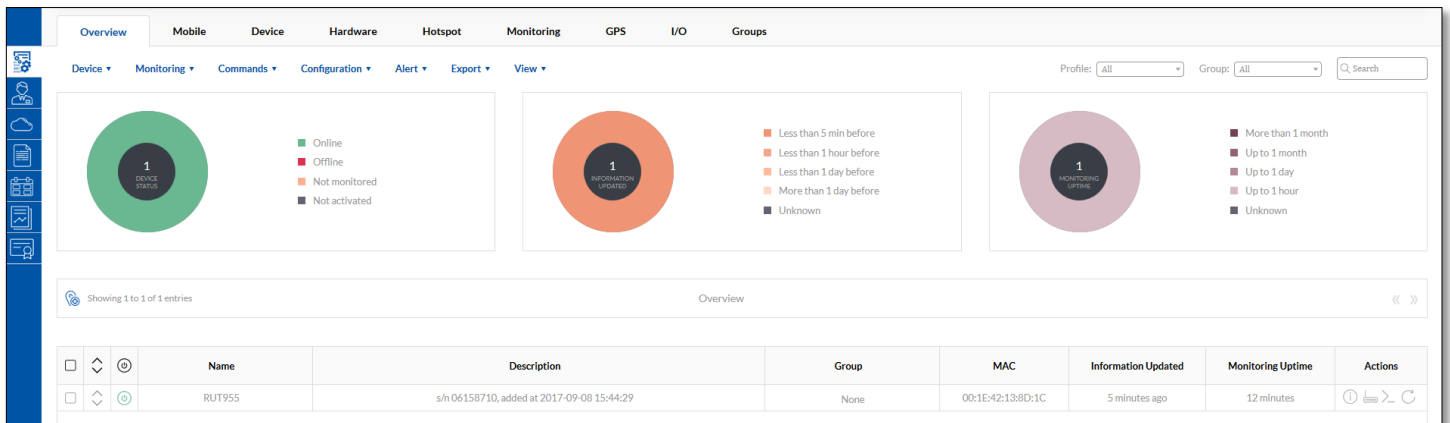 Overview Mobile Device Hardware Hotspot Monitoring GPS I/O Groups
Device Monitoring Commands Configuration Alert Export View Profile: All Group: All Search
1
DEVICE
STATUS
Online
Offline
Not monitored
Not activated
1
INFORMATION
UPDATED
Less than 5 min before
Less than 1 hour before
Less than 1 day before
More than 1 day before
Unknown
1
MONITORING
UPTIME
More than 1 month
Up to 1 month
Up to 1 day
Up to 1 hour
Unknown
Showing 1 to 1 of 1 entries Overview
Name Description Group MAC Information Updated Monitoring Uptime Actions
RUT955 s/n 06158710, added at 2017-09-08 15:44:29 None 00:1E:42:13:8D:1C 5 minutes ago 12 minutes